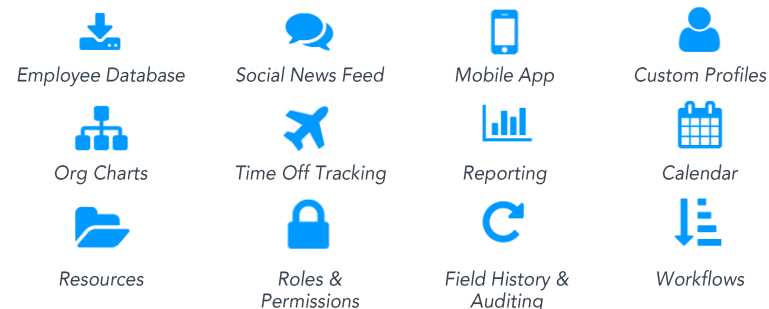 Employee Database
Social News Feed
Mobile App
Custom Profiles
Org Charts
Time Off Tracking
Reporting
Calendar
Resources
Roles &
Permissions
Field History &
Auditing
Workflows